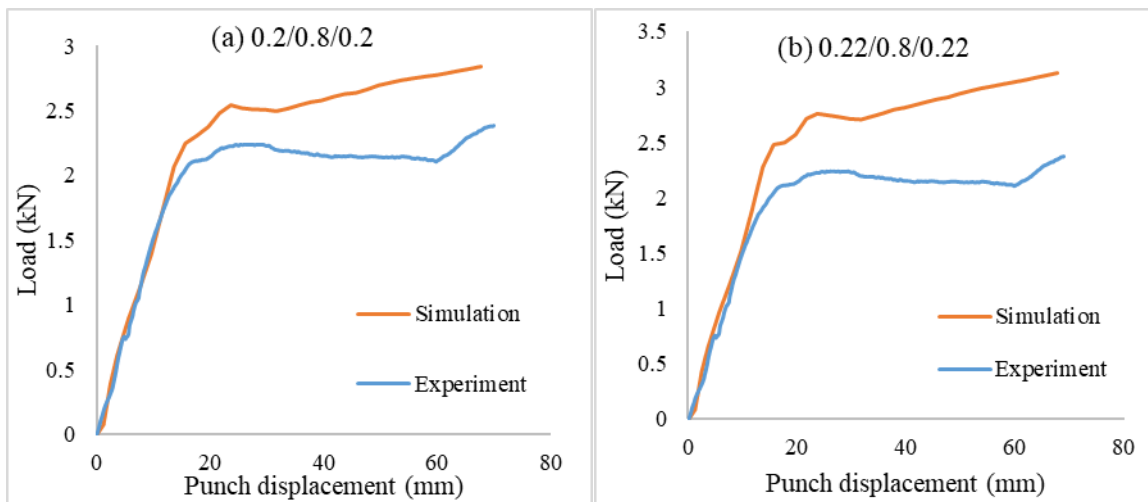 (a) 0.2/0.8/0.2
3
2.5
2
1.5
1
0.5
0
Load (kN)
Simulation
Experiment
0 20 40 60 80
Punch displacement (mm)
(b) 0.22/0.8/0.22
3.5
3
2.5
2
1.5
1
0.5
0
Load (kN)
Simulation
Experiment
0 20 40 60 80
Punch displacement (mm)